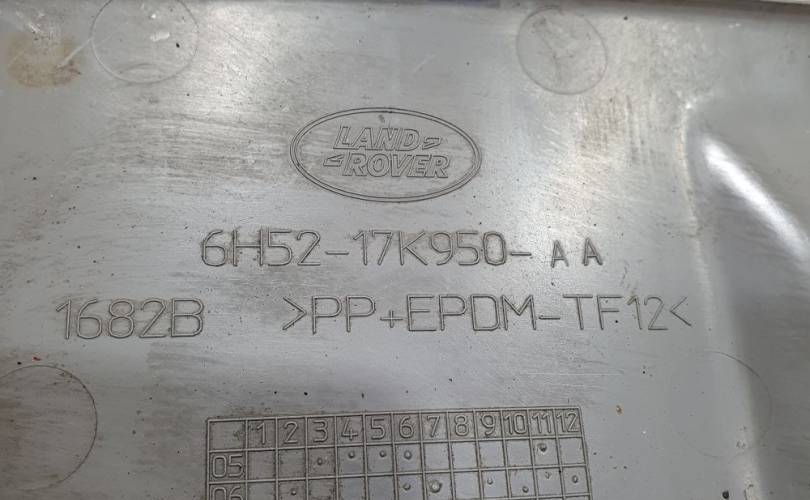 LAND
ROVER
6H52-17K950-AA
1682B >PP+EPDM-TF12<
1 2 3 4 5 6 7 8 9 10 11 12
05
06